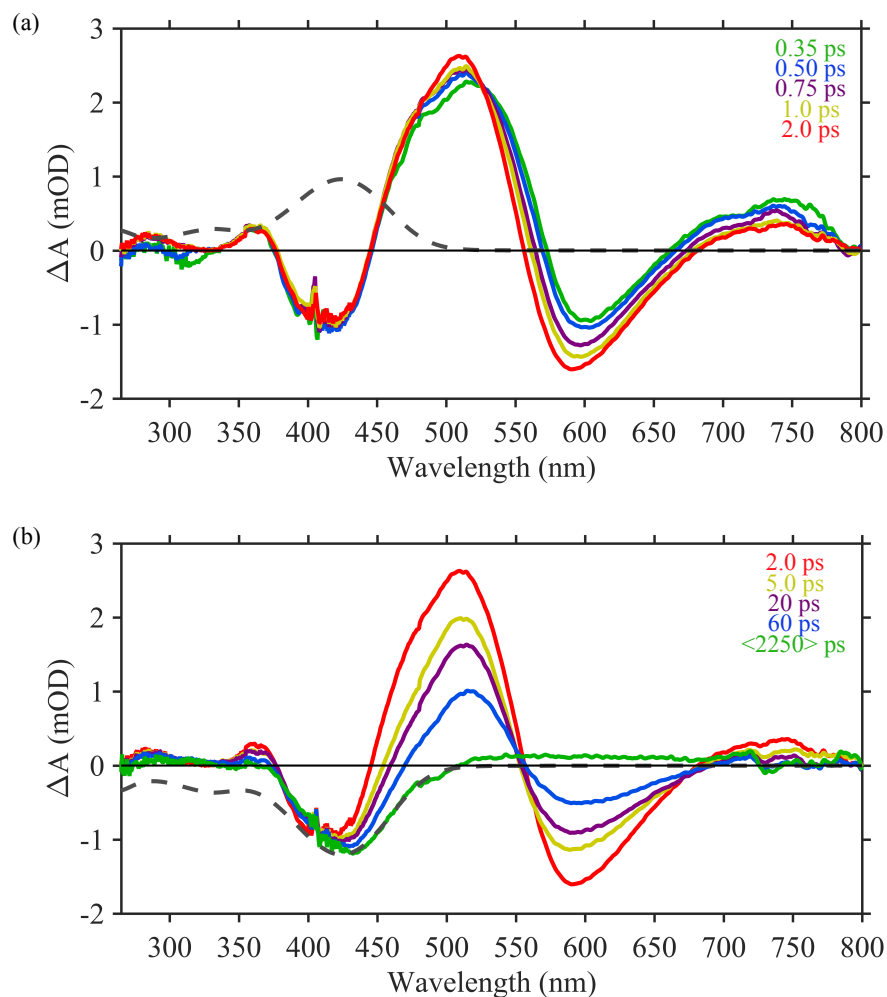 (a)
3
2
1
0
-1
-2
ΔA (mOD)
0.35 ps
0.50 ps
0.75 ps
1.0 ps
2.0 ps
300 350 400 450 500 550 600 650 700 750 800
Wavelength (nm)
(b)
3
2
1
0
-1
-2
ΔA (mOD)
2.0 ps
5.0 ps
20 ps
60 ps
<2250> ps
300 350 400 450 500 550 600 650 700 750 800
Wavelength (nm)